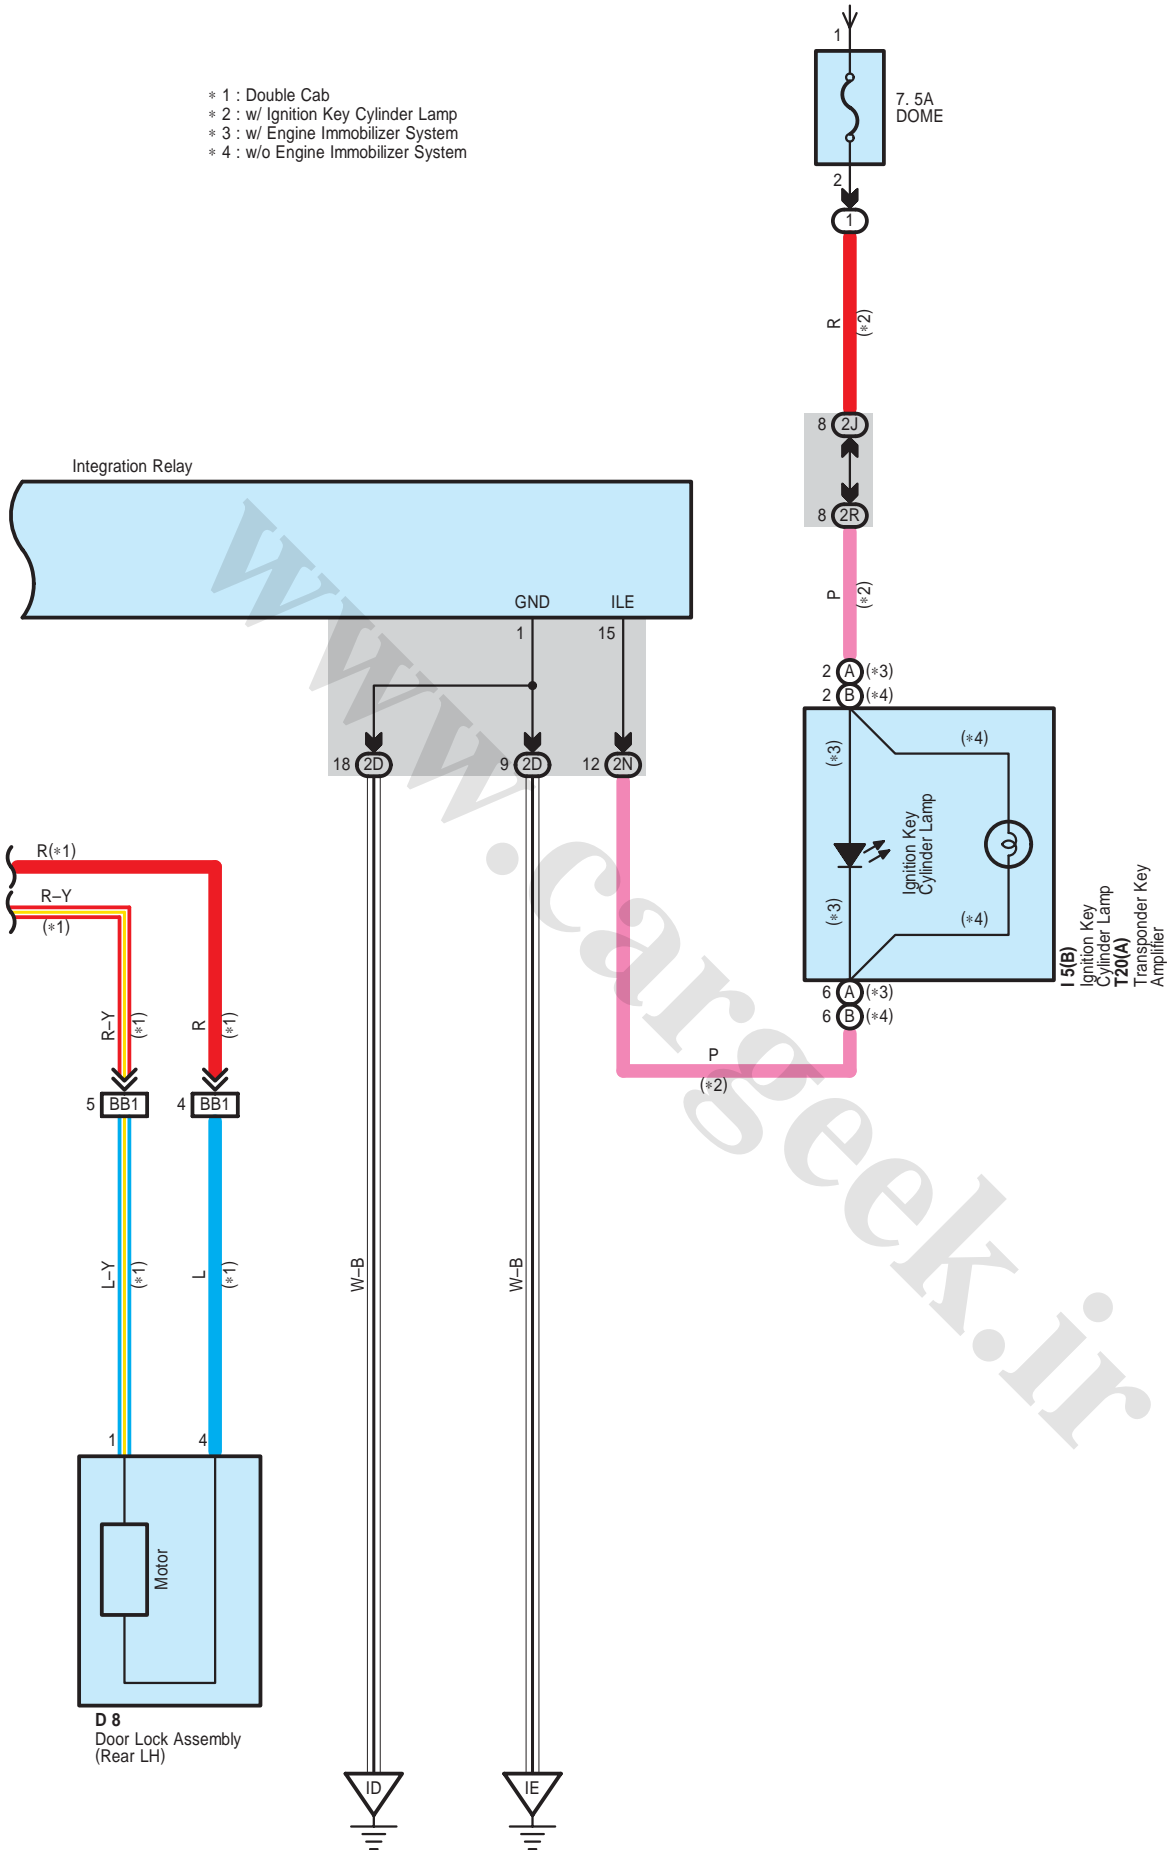 1
∗ 1 : Double Cab
∗ 2 : w/ Ignition Key Cylinder Lamp
∗ 3 : w/ Engine Immobilizer System
∗ 4 : w/o Engine Immobilizer System
7. 5A
DOME
2
1
R
(∗2)
8 2J
8 2R
P
(∗2)
Integration Relay
GND ILE
1 15
18 2D
9 2D
12 2N
2 A (∗3)
2 B (∗4)
(∗3)
(∗4)
Ignition Key
Cylinder Lamp
(∗3)
(∗4)
I 5(B)
Ignition Key
Cylinder Lamp
T20(A)
Transponder Key
Amplifier
6 A (∗3)
6 B (∗4)
P
(∗2)
R(∗1)
R–Y
(∗1)
R–Y
(∗1)
R
(∗1)
5 BB1
4 BB1
L–Y
(∗1)
L
(∗1)
W–B
W–B
1
4
Motor
D 8
Door Lock Assembly
(Rear LH)
ID
IE
www.cargeek.ir